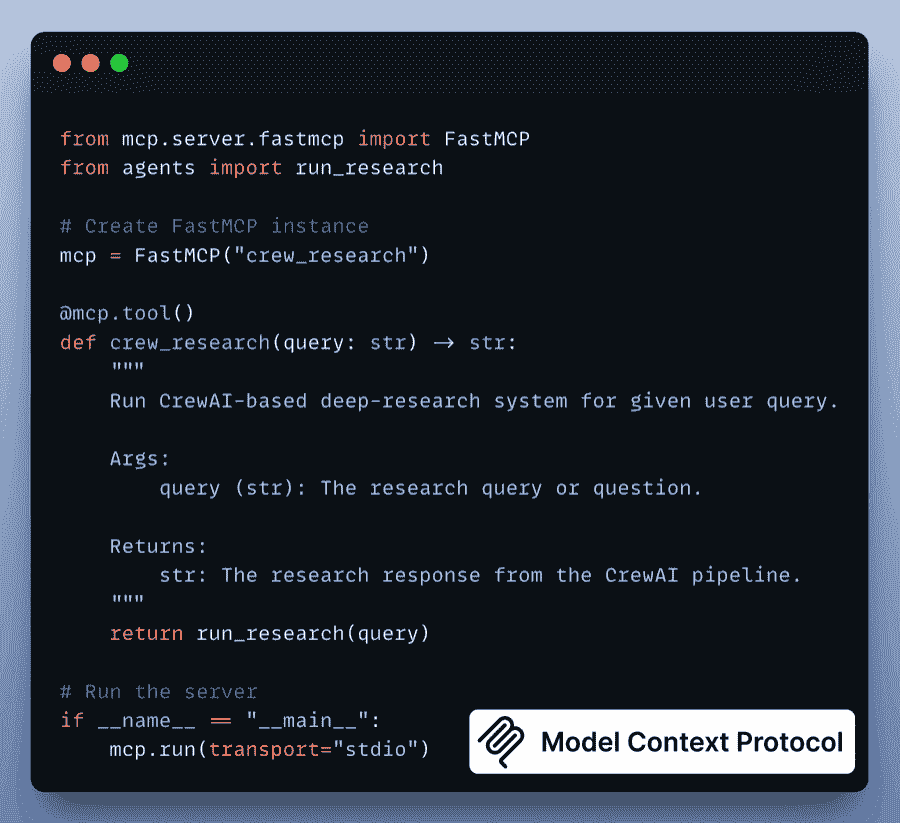 from mcp.server.fastmcp import FastMCP
from agents import run_research
# Create FastMCP instance
mcp = FastMCP("crew_research")
@mcp.tool()
def crew_research(query: str) → str:
    """
    Run CrewAI-based deep-research system for given user query.
    Args:
        query (str): The research query or question.
    Returns:
        str: The research response from the CrewAI pipeline.
    """
    return run_research(query)
# Run the server
if __name__ == "__main__":
    mcp.run(transport="stdio")
Model Context Protocol